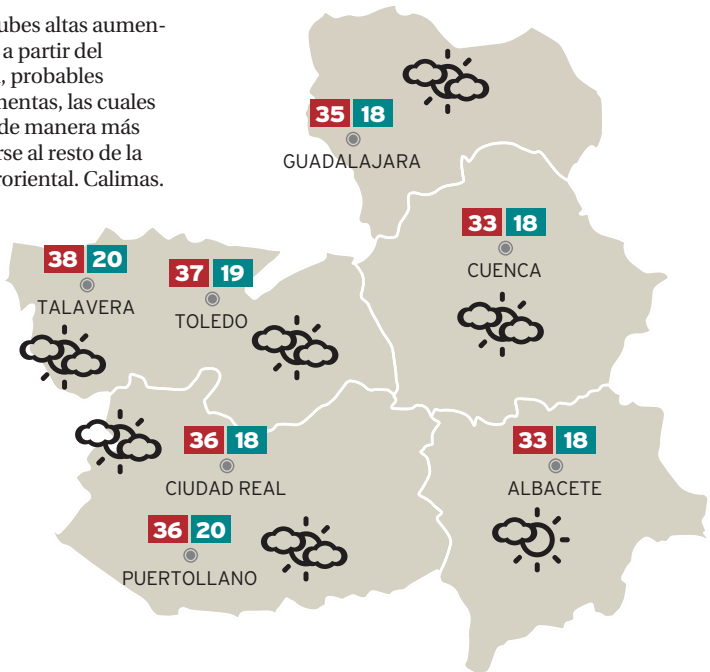 ubes altas aumen-
a partir del
, probables
mentas, las cuales
de manera más
rse al resto de la
roriental. Calimas.
35 18
GUADALAJARA
33 18
CUENCA
38 20
TALAVERA
37 19
TOLEDO
36 18
CIUDAD REAL
33 18
ALBACETE
36 20
PUERTOLLANO